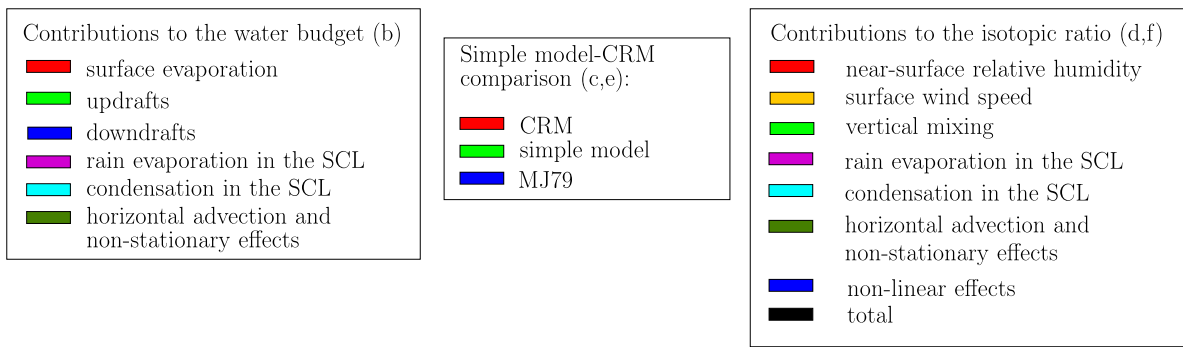 Contributions to the water budget (b)
surface evaporation
updrafts
downdrafts
rain evaporation in the SCL
condensation in the SCL
horizontal advection and
non-stationary effects
Simple model-CRM
comparison (c,e):
CRM
simple model
MJ79
Contributions to the isotopic ratio (d,f)
near-surface relative humidity
surface wind speed
vertical mixing
rain evaporation in the SCL
condensation in the SCL
horizontal advection and
non-stationary effects
non-linear effects
total